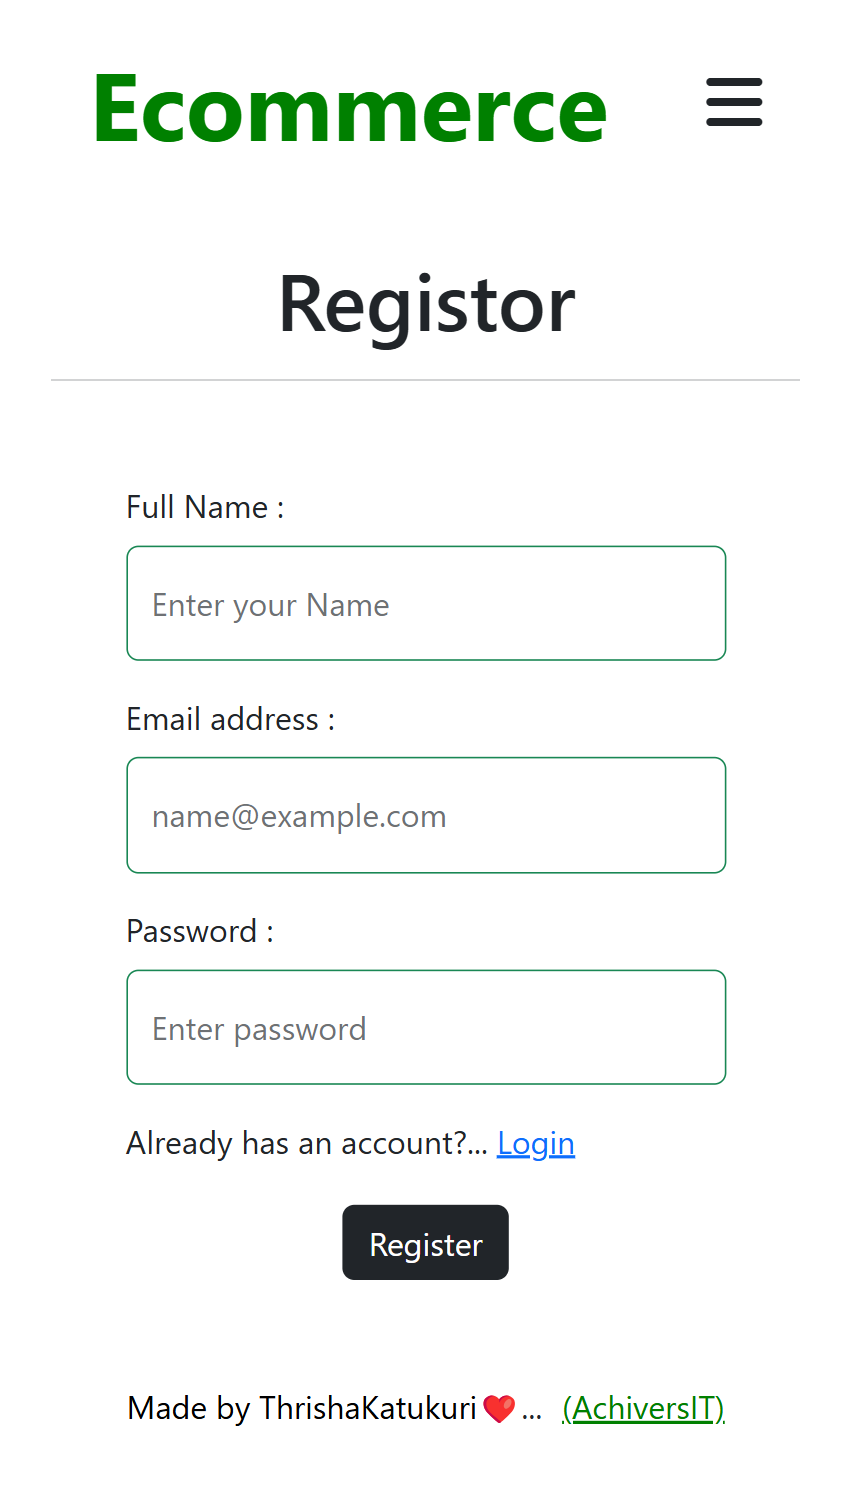 Ecommerce
Registor
Full Name :
Enter your Name
Email address :
name@example.com
Password :
Enter password
Already has an account?... Login
Register
Made by ThrishaKatukuri❤️... (AchiversIT)